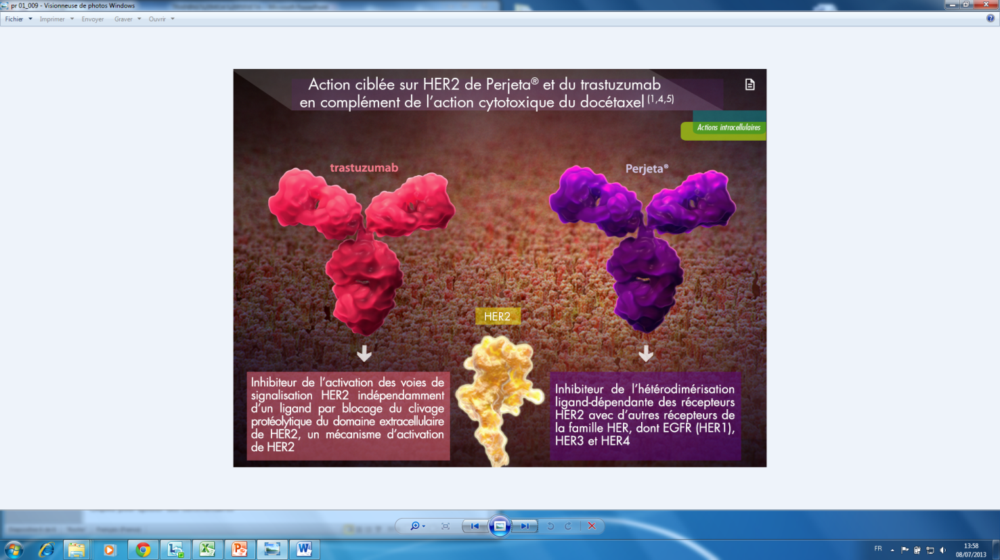 pr 01_009 - Visionneuse de photos Windows
Fichier Imprimer Envoyer Graver Ouvrir
Action ciblée sur HER2 de Perjeta® et du trastuzumab
en complément de l'action cytotoxique du docétaxel (1,4,5)
Actions intracellulaires
trastuzumab
Perjeta®
HER2
Inhibiteur de l'activation des voies de
signalisation HER2 indépendamment
d'un ligand par blocage du clivage
protéolytique du domaine extracellulaire
de HER2, un mécanisme d'activation
de HER2
Inhibiteur de l'hétérodimérisation
ligand-dépendante des récepteurs
HER2 avec d'autres récepteurs de
la famille HER, dont EGFR (HER1),
HER3 et HER4
FR
13:58
08/07/2013